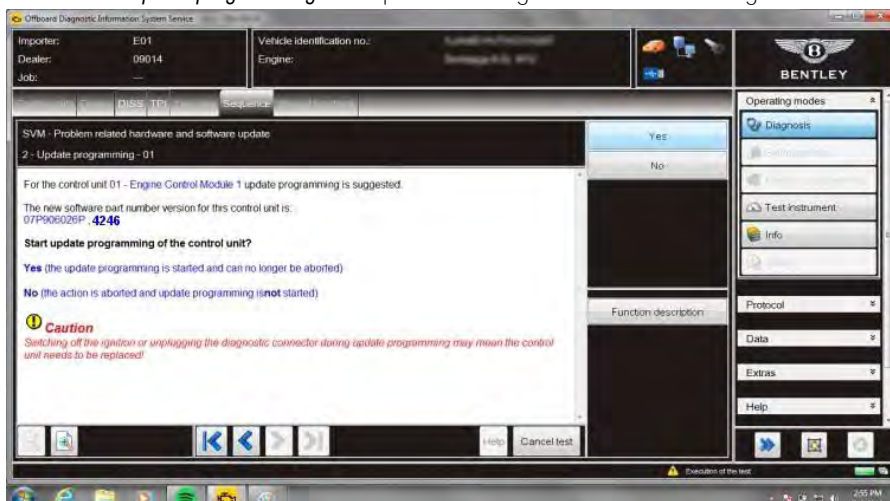 Offboard Diagnostic Information System Service
Importer: E01
Dealer: 09014
Job: ---
Vehicle identification no.:
Engine:
BENTLEY
DISS TPI Sequence
Operating modes
Diagnosis
Test instrument
Info
Protocol
Data
Extras
Help
SVM - Problem related hardware and software update
2 - Update programming - 01
For the control unit 01 - Engine Control Module 1 update programming is suggested.
The new software part number version for this control unit is:
07P906026P , 4246
Start update programming of the control unit?
Yes (the update programming is started and can no longer be aborted)
No (the action is aborted and update programming isnot started)
Caution
Switching off the ignition or unplugging the diagnostic connector during update programming may mean the control
unit needs to be replaced!
Yes
No
Function description
Help
Cancel test
Execution of the test
2:55 PM